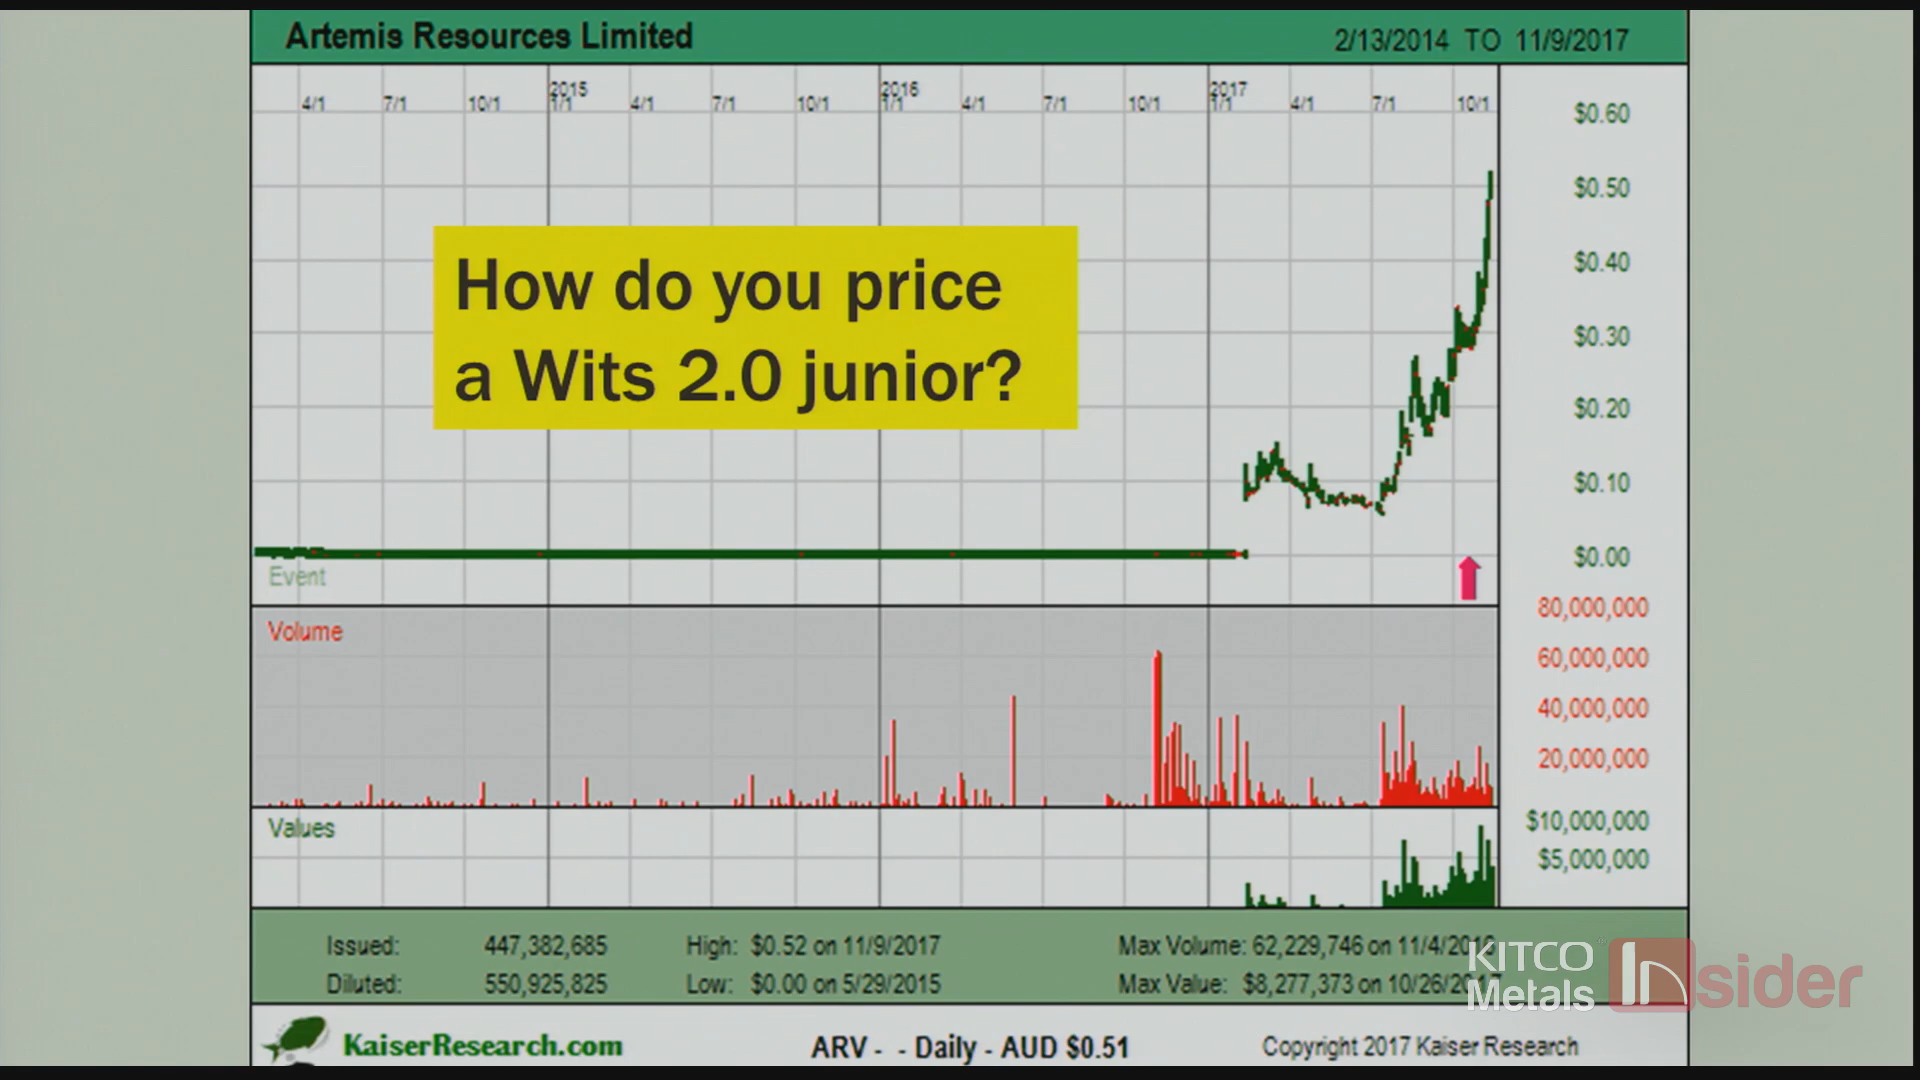 Artemis Resources Limited
2/13/2014 TO 11/9/2017
2015 2016 2017
4/1 7/1 10/1 1/1 4/1 7/1 10/1 1/1 4/1 7/1 10/1 1/1 4/1 7/1 10/1
$0.60
$0.50
How do you price
a Wits 2.0 junior?
$0.40
$0.30
$0.20
$0.10
$0.00
Event
80,000,000
Volume
60,000,000
40,000,000
20,000,000
Values
$10,000,000
$5,000,000
Issued: 447,382,685 High: $0.52 on 11/9/2017 Max Volume: 62,229,746 on 11/4/2016
Diluted: 550,925,825 Low: $0.00 on 5/29/2015 Max Value: $8,277,373 on 10/26/2017
KITCO
Metals
INsider
KaiserResearch.com
ARV - - Daily - AUD $0.51
Copyright 2017 Kaiser Research